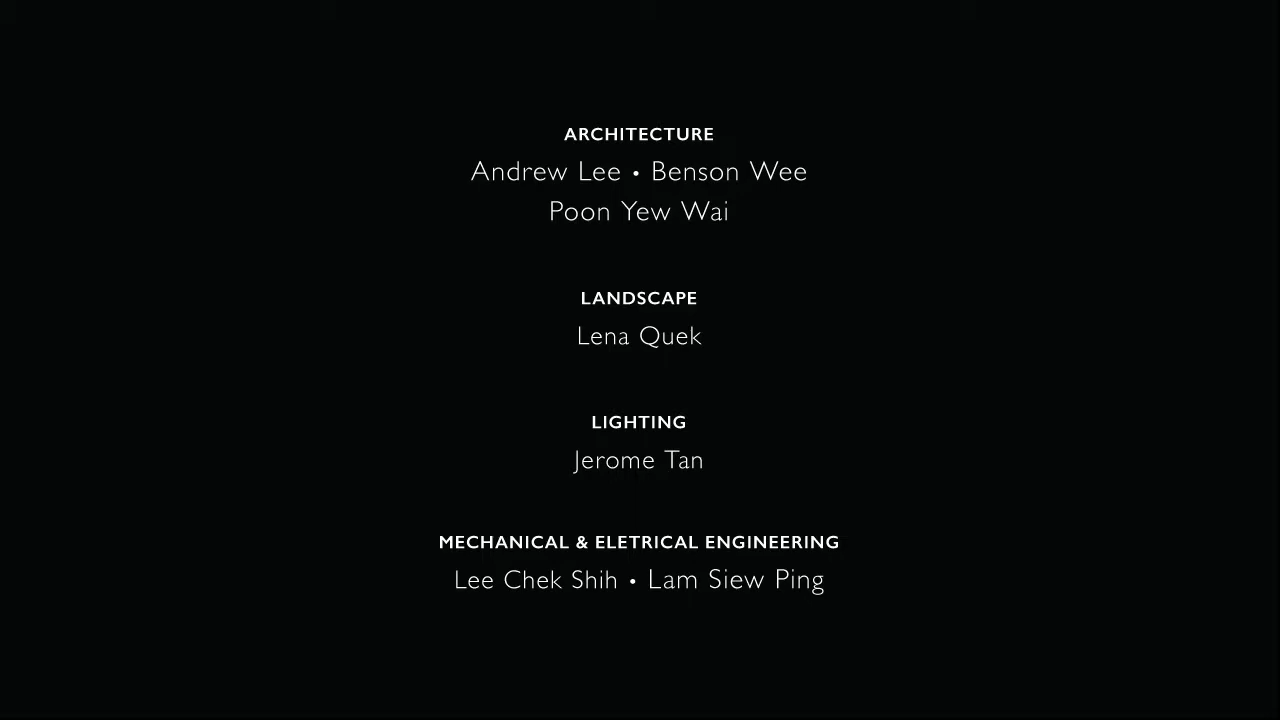 ARCHITECTURE
Andrew Lee • Benson Wee
Poon Yew Wai
LANDSCAPE
Lena Quek
LIGHTING
Jerome Tan
MECHANICAL & ELETRICAL ENGINEERING
Lee Chek Shih • Lam Siew Ping